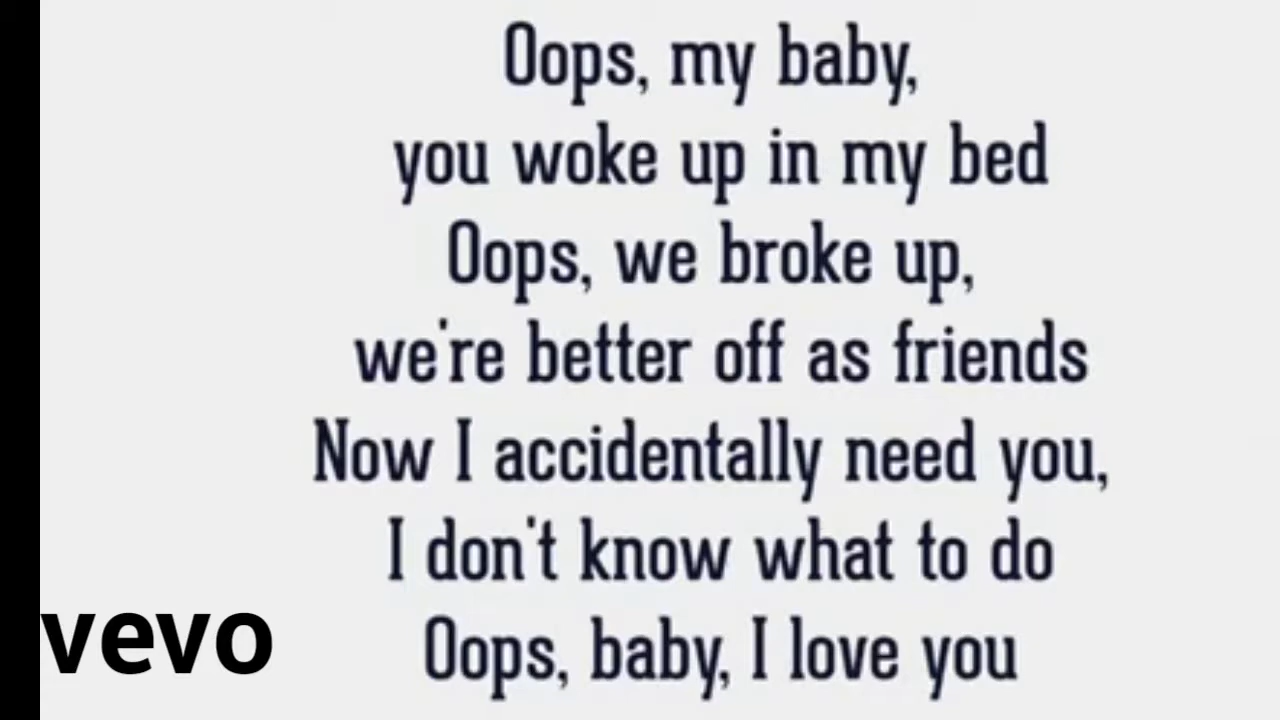 Oops, my baby,
you woke up in my bed
Oops, we broke up,
we're better off as friends
Now I accidentally need you,
I don't know what to do
Oops, baby, I love you
vevo